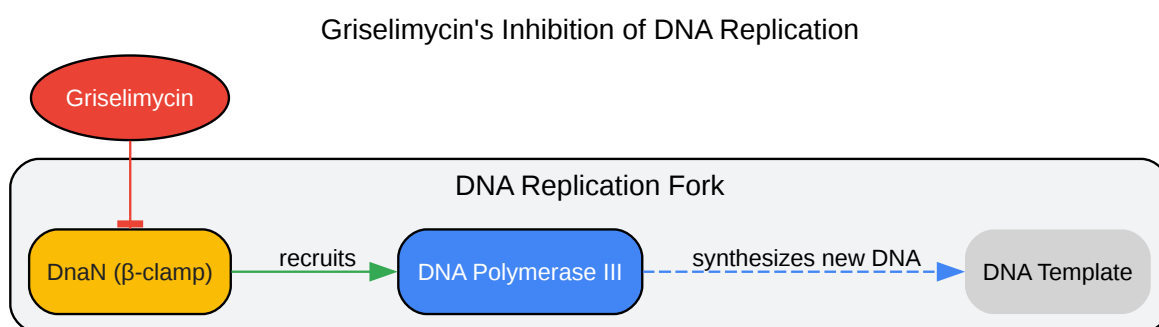 Griselimycin's Inhibition of DNA Replication
Griselimycin
DNA Replication Fork
DnaN (β-clamp)
recruits
DNA Polymerase III
synthesizes new DNA
DNA Template